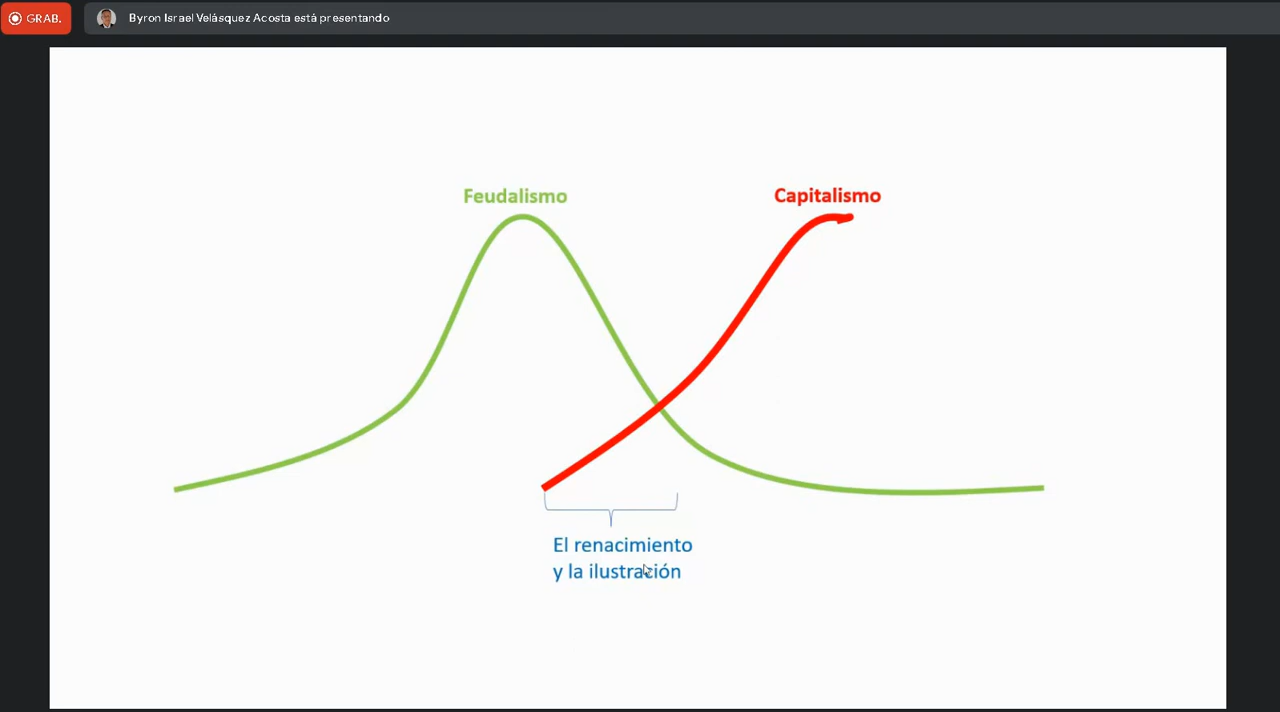 GRAB.
Byron Israel Velásquez Acosta está presentando
Feudalismo
Capitalismo
El renacimiento
y la ilustración